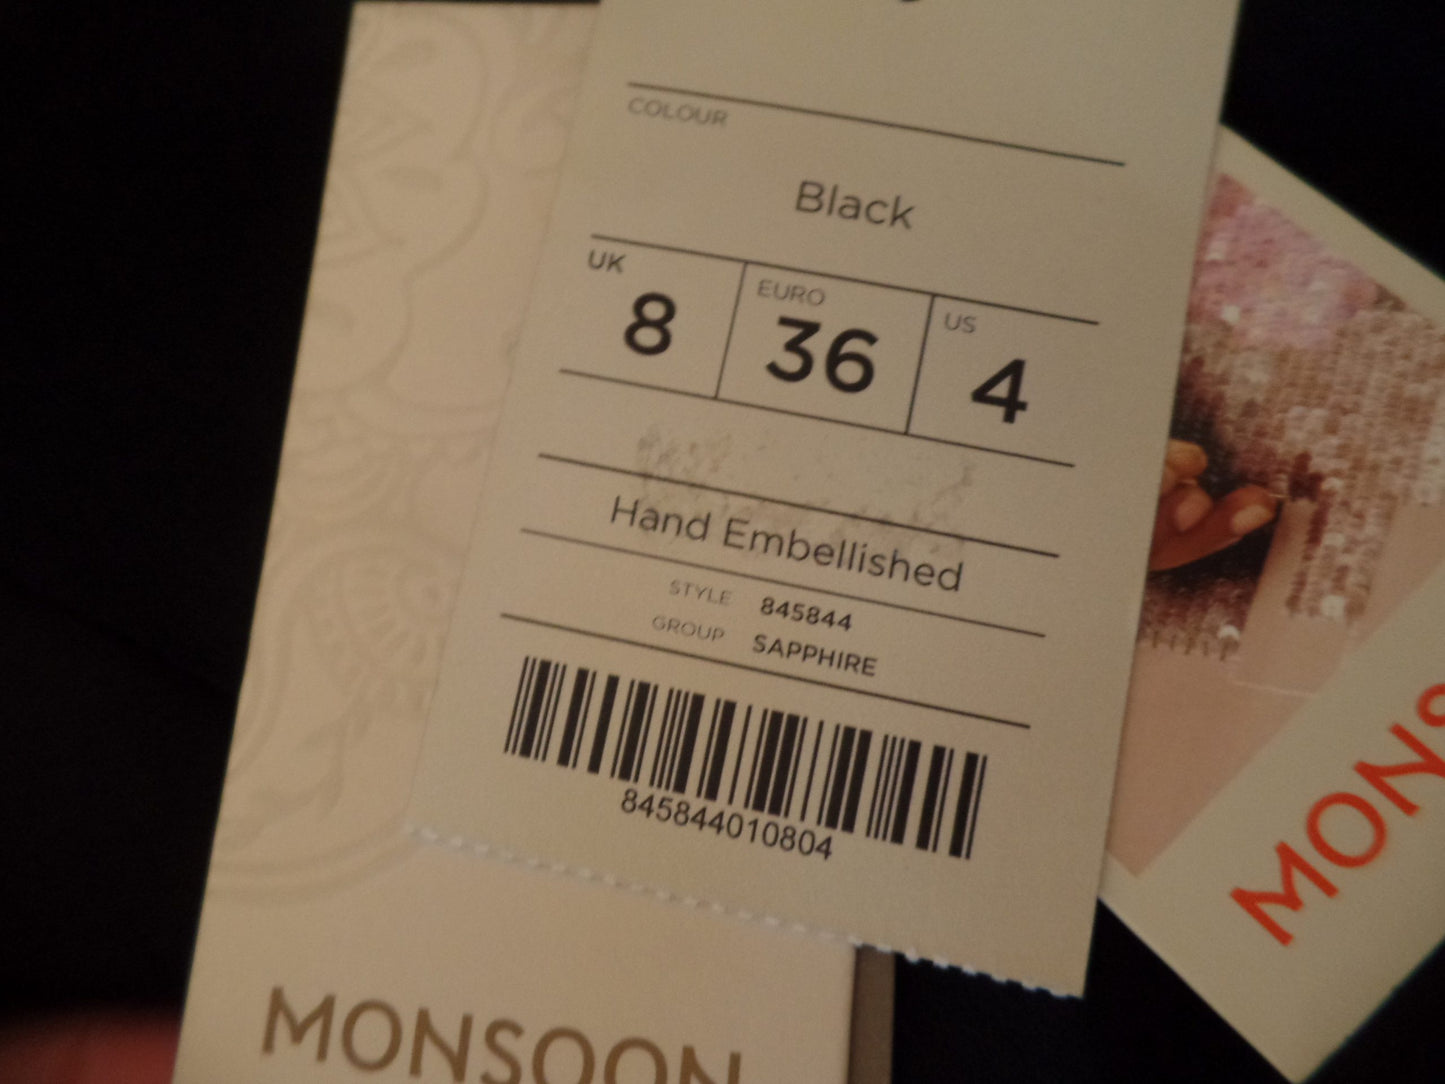 COLOUR
Black
UK EURO US
8 36 4
Hand Embellished
STYLE 845844
GROUP SAPPHIRE
845844010804
MONSOON
MONS